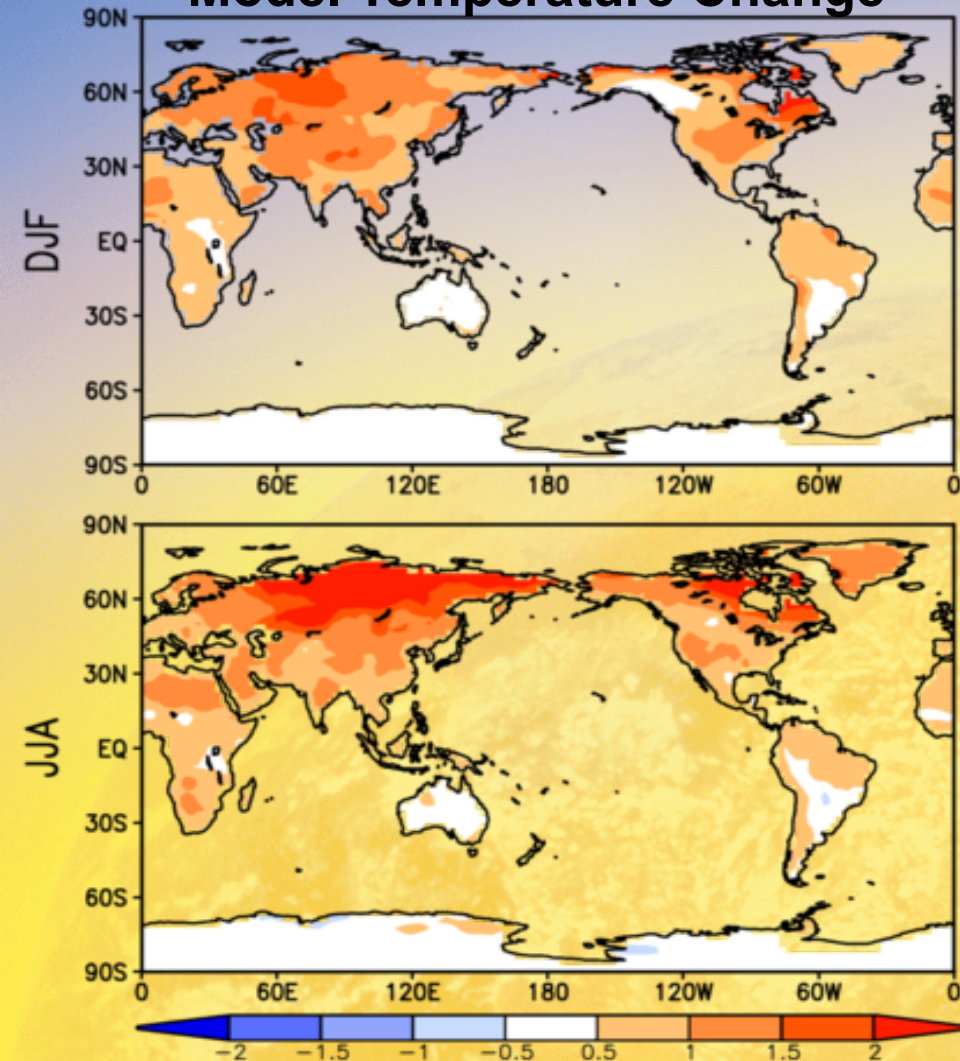 Model Temperature Change
90N
60N
30N
EQ
30S
60S
90S
DJF
0 60E 120E 180 120W 60W 0
90N
60N
30N
EQ
30S
60S
90S
JJA
0 60E 120E 180 120W 60W 0
−2 −1.5 −1 −0.5 0.5 1 1.5 2